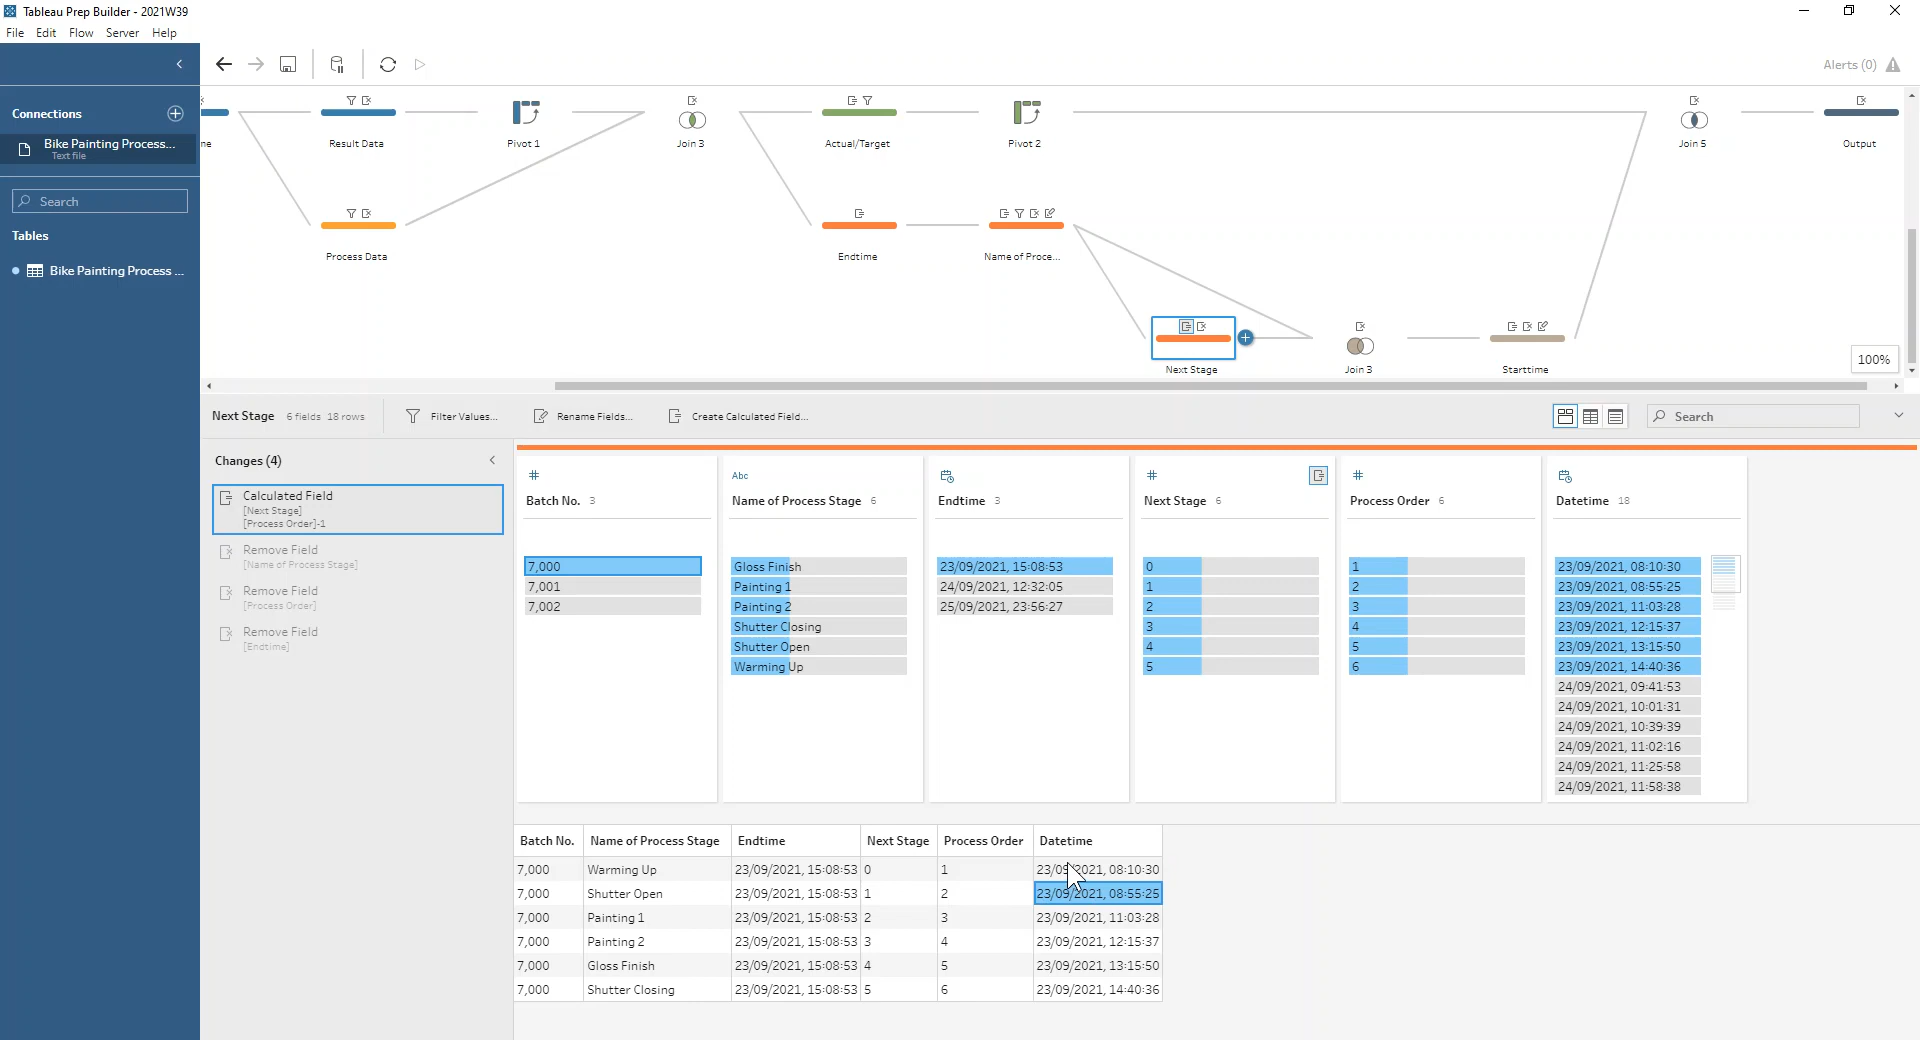 Tableau Prep Builder - 2021W39
File Edit Flow Server Help
Alerts (0)
Connections
Bike Painting Process...
Text file
Search
Tables
Bike Painting Process ...
ne
Result Data
Pivot 1
Join 3
Actual/Target
Pivot 2
Join 5
Output
Process Data
Endtime
Name of Proce...
Next Stage
Join 3
Starttime
100%
Next Stage 6 fields 18 rows Filter Values... Rename Fields... Create Calculated Field... Search
Changes (4)
Calculated Field
[Next Stage]
[Process Order]-1
Remove Field
[Name of Process Stage]
Remove Field
[Process Order]
Remove Field
[Endtime]
#
Batch No. 3
7,000
7,001
7,002
Abc
Name of Process Stage 6
Gloss Finish
Painting 1
Painting 2
Shutter Closing
Shutter Open
Warming Up
Endtime 3
23/09/2021, 15:08:53
24/09/2021, 12:32:05
25/09/2021, 23:56:27
#
Next Stage 6
0
1
2
3
4
5
#
Process Order 6
1
2
3
4
5
6
Datetime 18
23/09/2021, 08:10:30
23/09/2021, 08:55:25
23/09/2021, 11:03:28
23/09/2021, 12:15:37
23/09/2021, 13:15:50
23/09/2021, 14:40:36
24/09/2021, 09:41:53
24/09/2021, 10:01:31
24/09/2021, 10:39:39
24/09/2021, 11:02:16
24/09/2021, 11:25:58
24/09/2021, 11:58:38
Batch No. Name of Process Stage Endtime Next Stage Process Order Datetime
7,000 Warming Up 23/09/2021, 15:08:53 0 1 23/09/2021, 08:10:30
7,000 Shutter Open 23/09/2021, 15:08:53 1 2 23/09/2021, 08:55:25
7,000 Painting 1 23/09/2021, 15:08:53 2 3 23/09/2021, 11:03:28
7,000 Painting 2 23/09/2021, 15:08:53 3 4 23/09/2021, 12:15:37
7,000 Gloss Finish 23/09/2021, 15:08:53 4 5 23/09/2021, 13:15:50
7,000 Shutter Closing 23/09/2021, 15:08:53 5 6 23/09/2021, 14:40:36